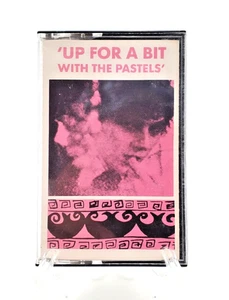 'UP FOR A BIT
WITH THE PASTELS'